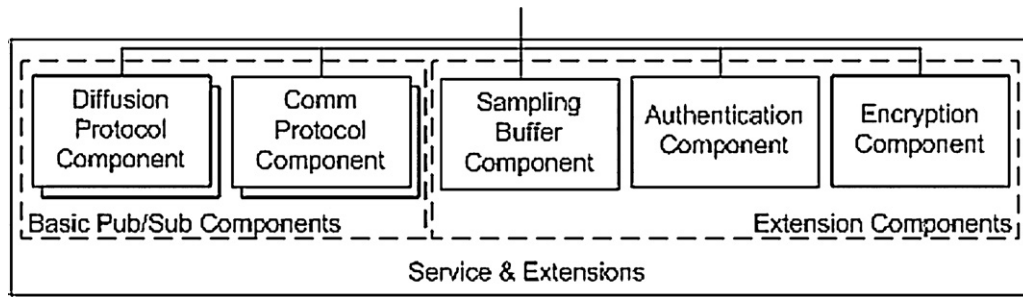 Diffusion
Protocol
Component
Comm
Protocol
Component
Sampling
Buffer
Component
Authentication
Component
Encryption
Component
Basic Pub/Sub Components
Extension Components
Service & Extensions